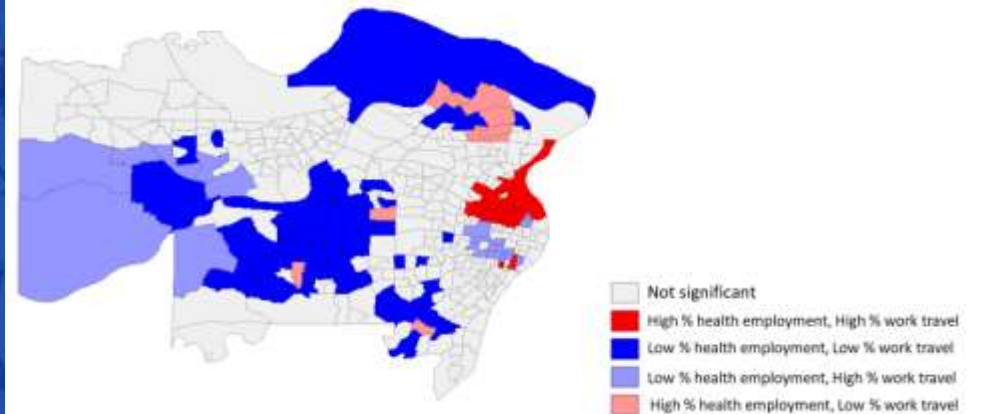 Not significant
High % health employment, High % work travel
Low % health employment, Low % work travel
Low % health employment, High % work travel
High % health employment, Low % work travel